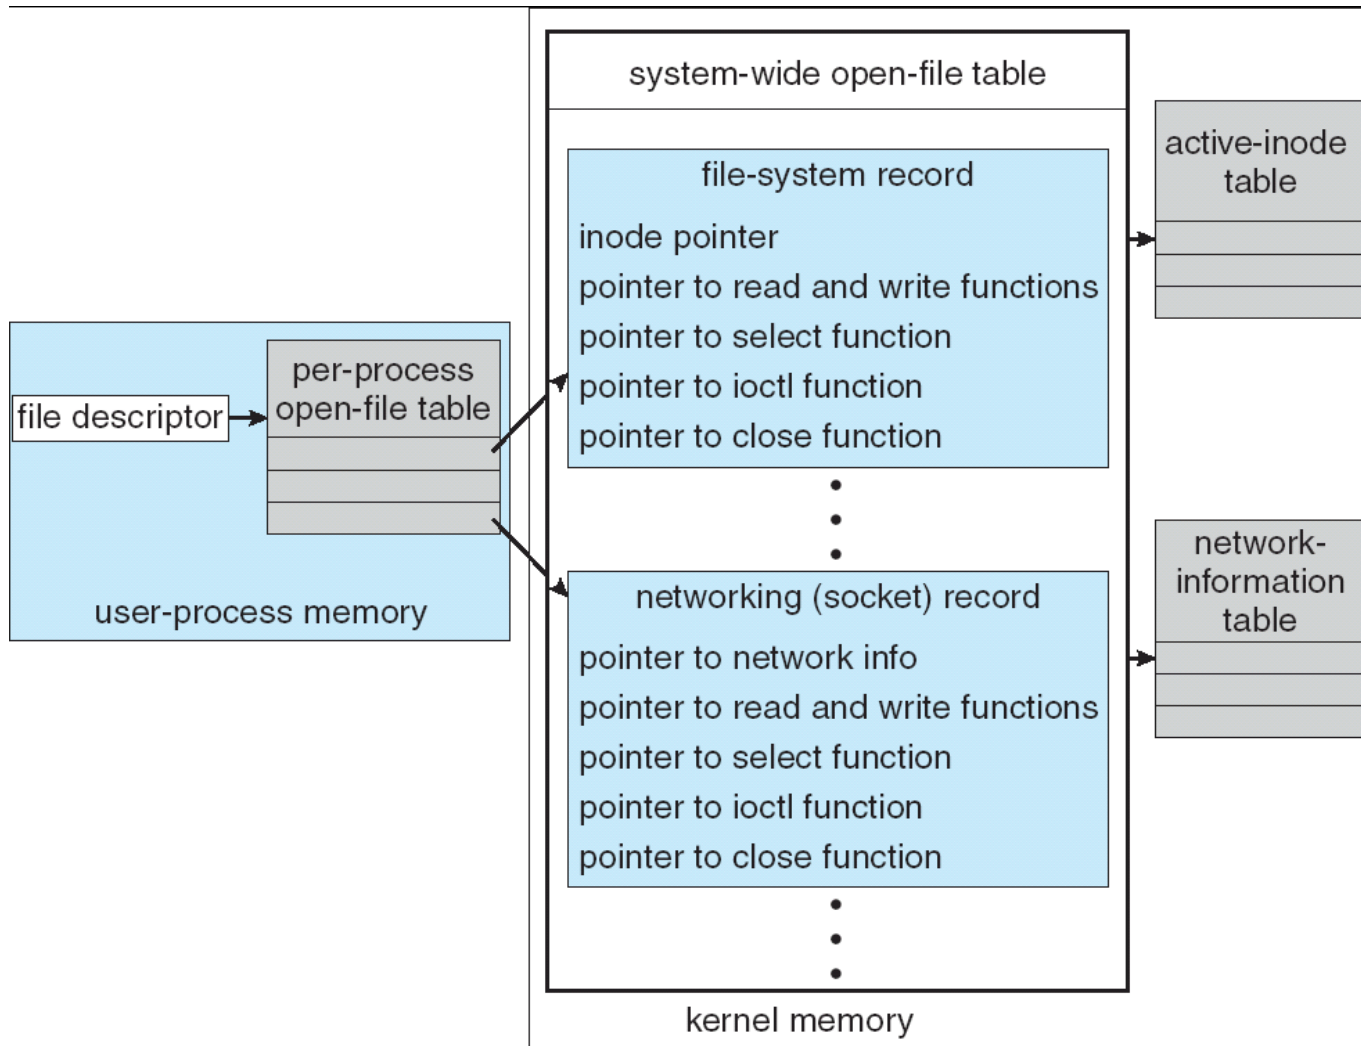 system-wide open-file table
file-system record
inode pointer
pointer to read and write functions
pointer to select function
pointer to ioctl function
pointer to close function
active-inode
table
per-process
open-file table
file descriptor
user-process memory
networking (socket) record
pointer to network info
pointer to read and write functions
pointer to select function
pointer to ioctl function
pointer to close function
network-
information
table
kernel memory